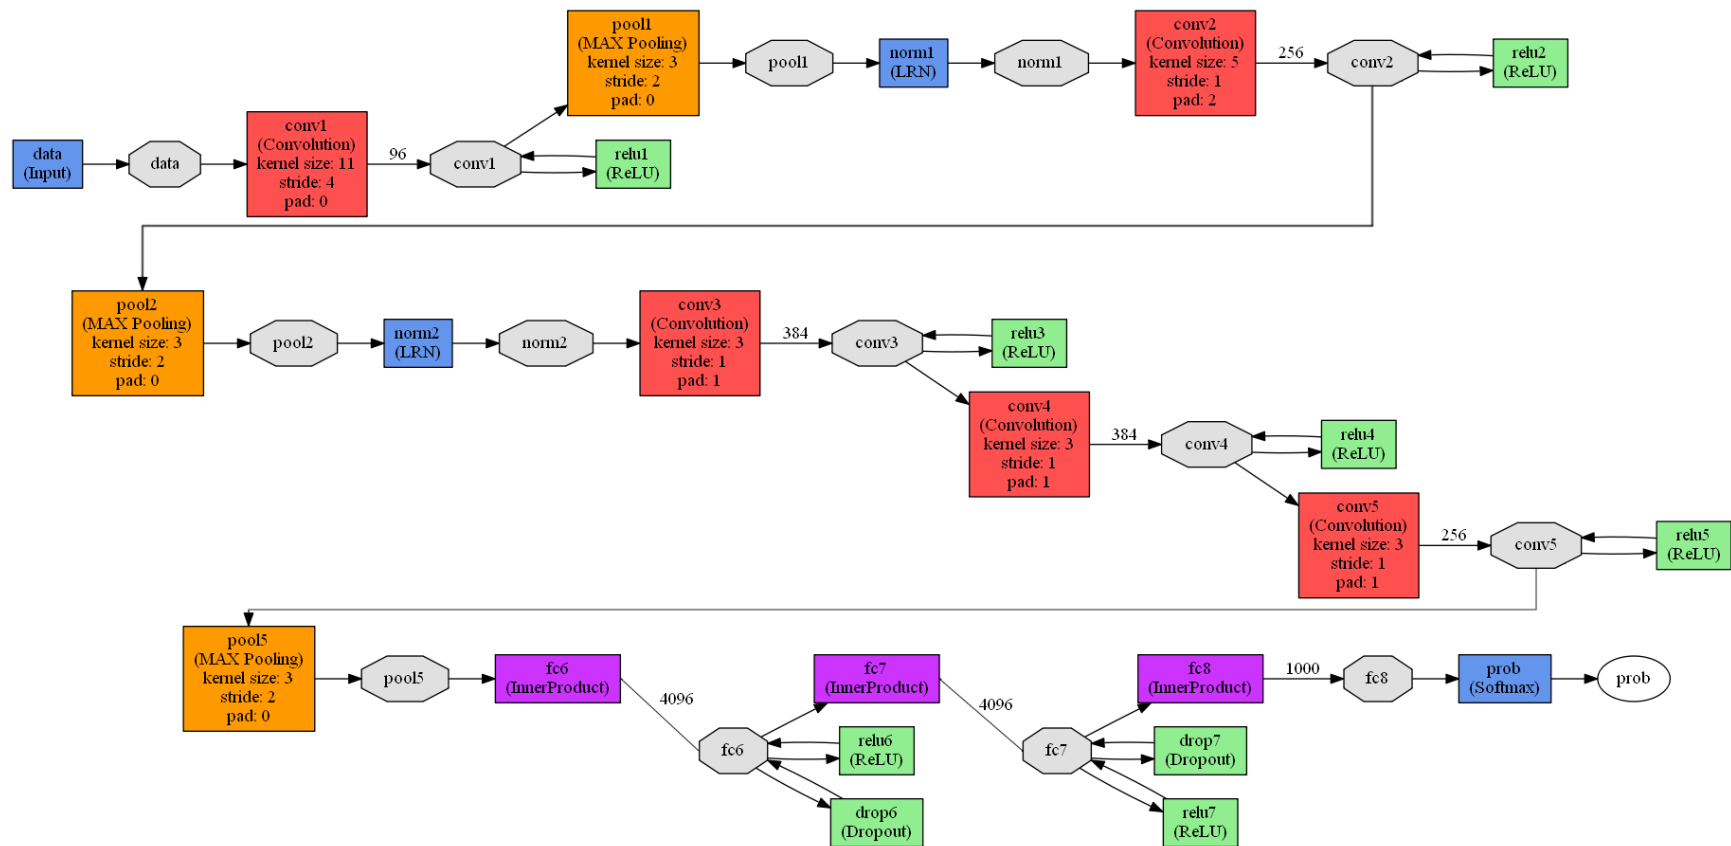 data
(Input)
data
conv1
(Convolution)
kernel size: 11
stride: 4
pad: 0
96
conv1
relu1
(ReLU)
pool1
(MAX Pooling)
kernel size: 3
stride: 2
pad: 0
pool1
norm1
(LRN)
norm1
conv2
(Convolution)
kernel size: 5
stride: 1
pad: 2
256
conv2
relu2
(ReLU)
pool2
(MAX Pooling)
kernel size: 3
stride: 2
pad: 0
pool2
norm2
(LRN)
norm2
conv3
(Convolution)
kernel size: 3
stride: 1
pad: 1
384
conv3
relu3
(ReLU)
conv4
(Convolution)
kernel size: 3
stride: 1
pad: 1
384
conv4
relu4
(ReLU)
conv5
(Convolution)
kernel size: 3
stride: 1
pad: 1
256
conv5
relu5
(ReLU)
pool5
(MAX Pooling)
kernel size: 3
stride: 2
pad: 0
pool5
fc6
(InnerProduct)
4096
fc6
relu6
(ReLU)
drop6
(Dropout)
fc7
(InnerProduct)
4096
fc7
drop7
(Dropout)
relu7
(ReLU)
fc8
(InnerProduct)
1000
fc8
prob
(Softmax)
prob